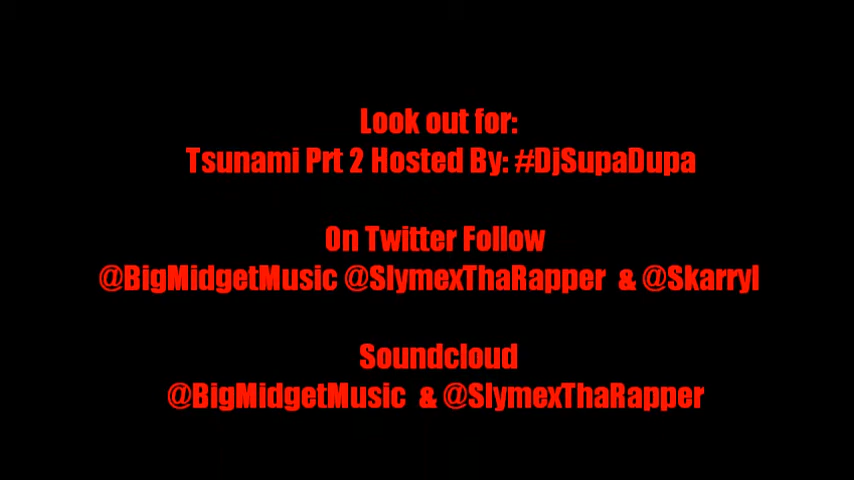 Look out for:
Tsunami Prt 2 Hosted By: #DjSupaDupa
On Twitter Follow
@BigMidgetMusic @SlymexThaRapper & @Skarryl
Soundcloud
@BigMidgetMusic & @SlymexThaRapper